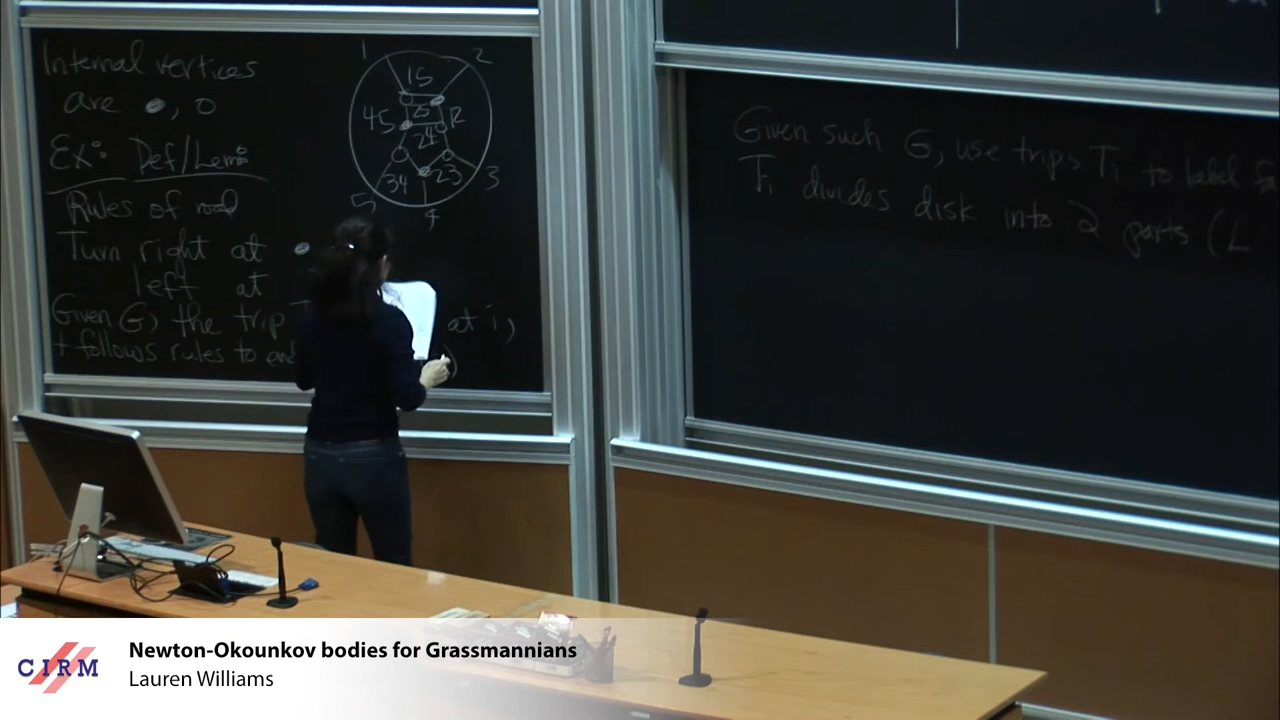 Internal vertices
are ●, ○
Ex: Def/Lem:
Rules of road
Turn right at ●
left at
Given G, the trip T at i,
+ follows rules to end
1
2
15
25
45
12
24
34
23
3
5
4
Given such G, use trips Ti to label
Ti divides disk into 2 parts (L
CIRM
Newton-Okounkov bodies for Grassmannians
Lauren Williams